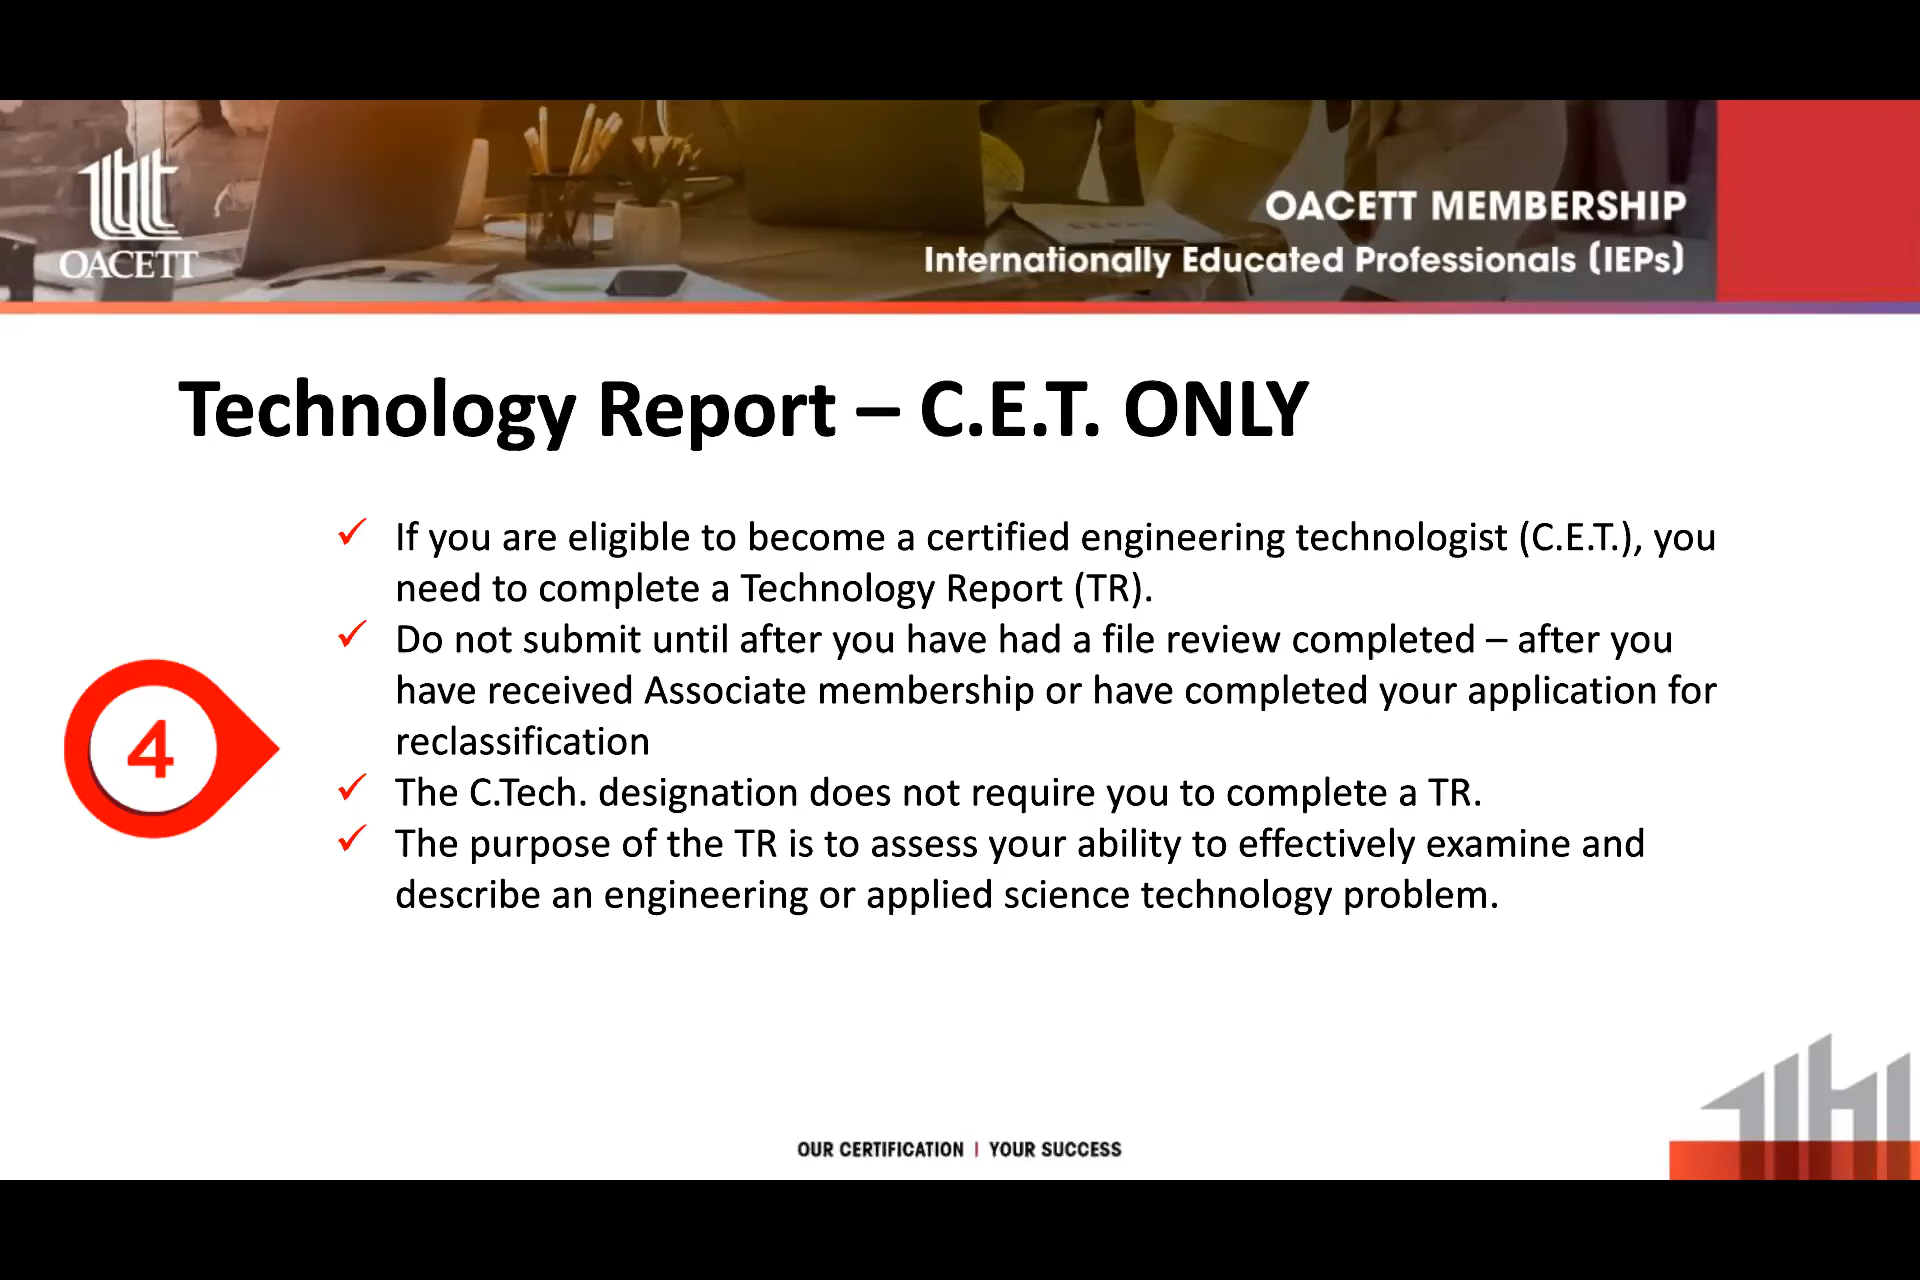 OACETT
OACETT MEMBERSHIP
Internationally Educated Professionals (IEPs)
Technology Report – C.E.T. ONLY
4
✓ If you are eligible to become a certified engineering technologist (C.E.T.), you
need to complete a Technology Report (TR).
✓ Do not submit until after you have had a file review completed – after you
have received Associate membership or have completed your application for
reclassification
✓ The C.Tech. designation does not require you to complete a TR.
✓ The purpose of the TR is to assess your ability to effectively examine and
describe an engineering or applied science technology problem.
OUR CERTIFICATION | YOUR SUCCESS